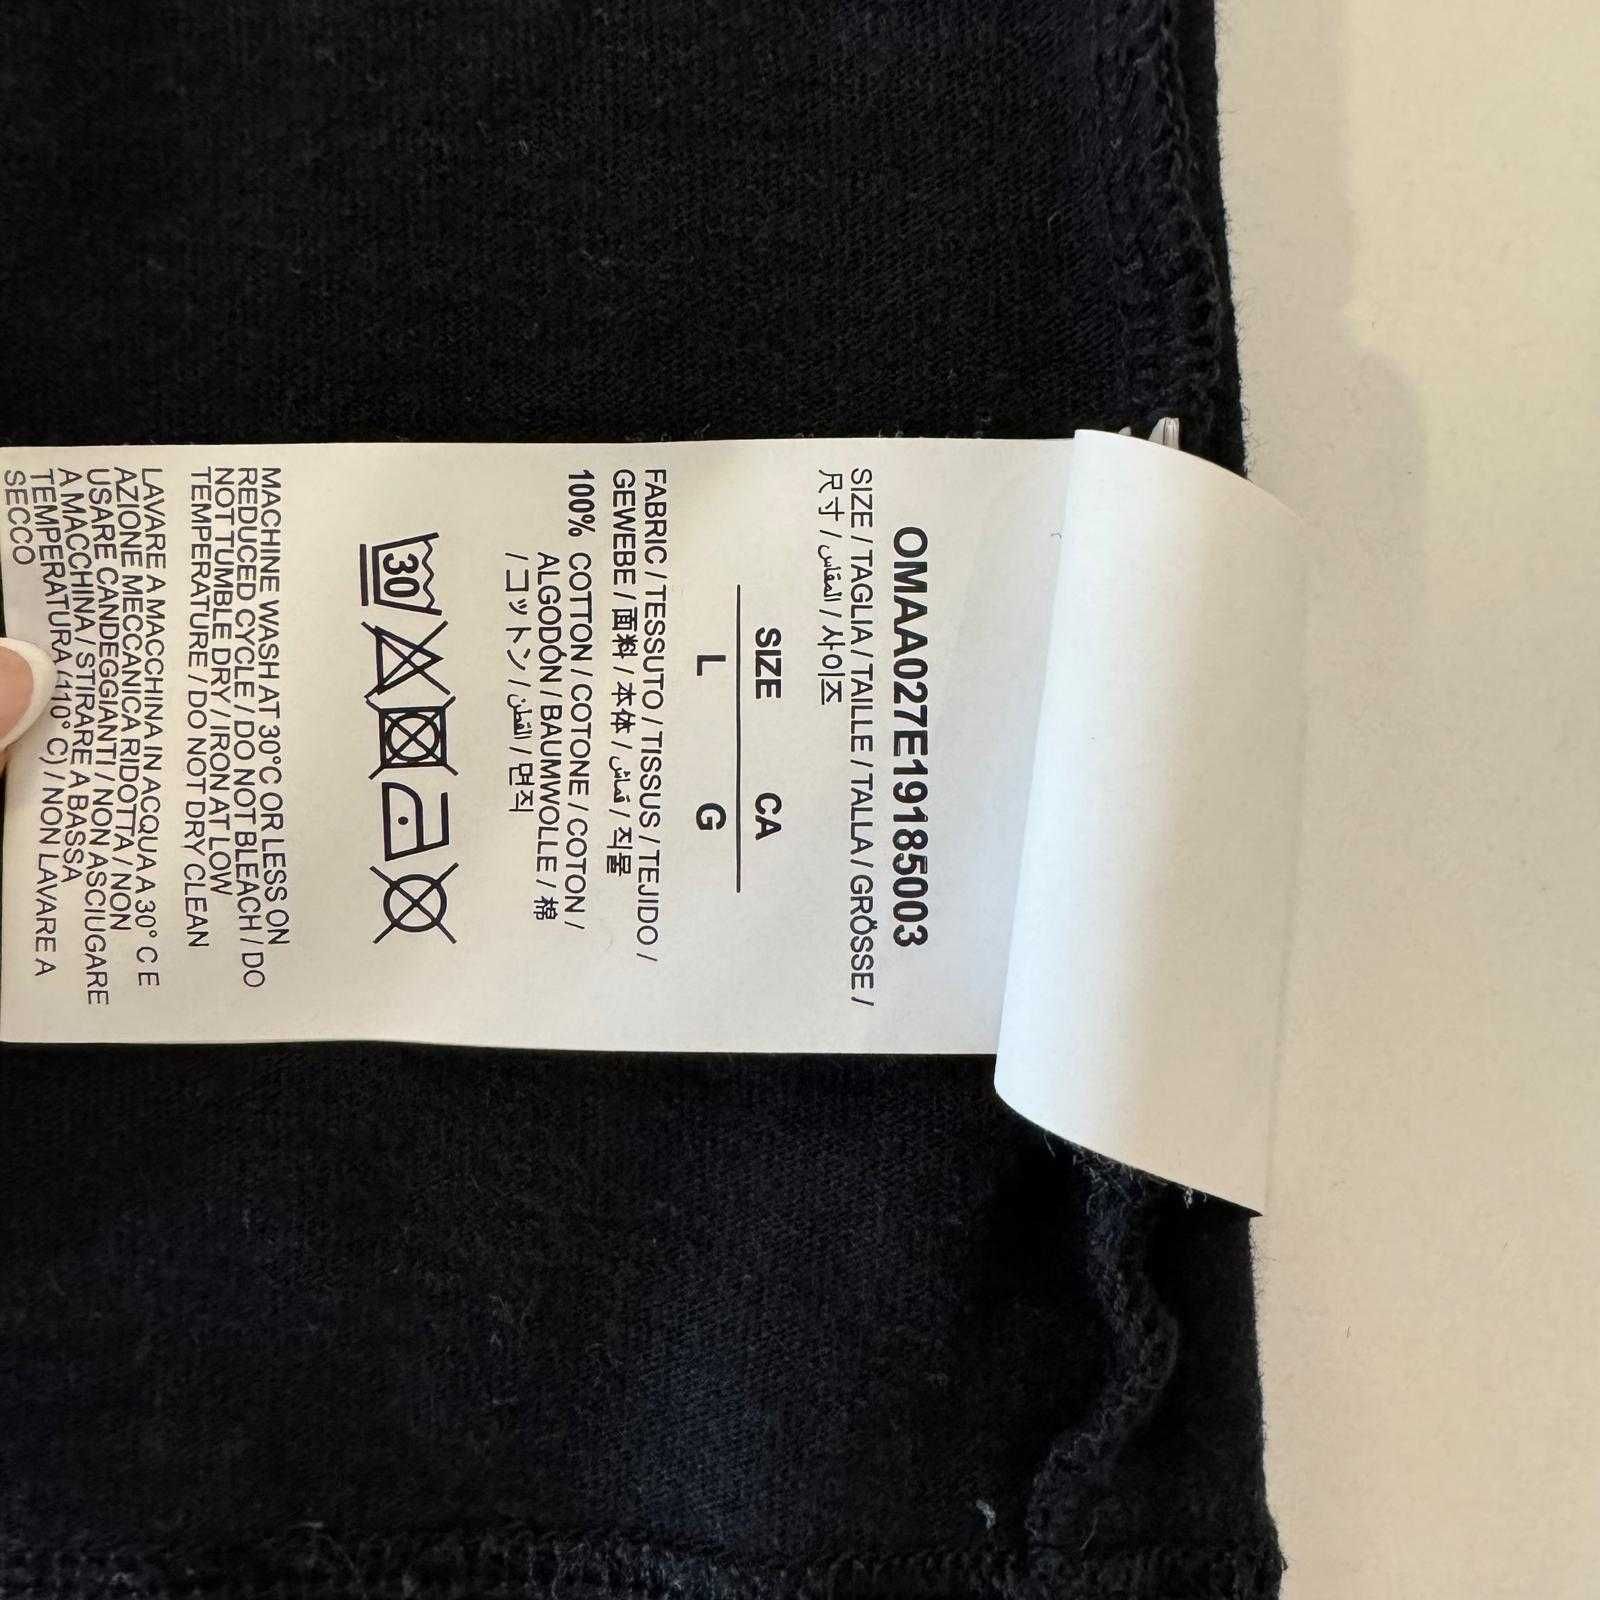 OMAA027E19185003
SIZE / TAGLIA / TAILLE / TALLA / GRÖSSE /
尺寸 / المقاس / 사이즈
SIZE CA
L G
FABRIC / TESSUTO / TISSUS / TEJIDO /
GEWEBE / 面料 / 本体 / قماش / 직물
100% COTTON / COTONE / COTON /
ALGODÓN / BAUMWOLLE / 棉
/ コットン / القطن / 면직
30
MACHINE WASH AT 30°C OR LESS ON
REDUCED CYCLE / DO NOT BLEACH / DO
NOT TUMBLE DRY / IRON AT LOW
TEMPERATURE / DO NOT DRY CLEAN
LAVARE A MACCHINA IN ACQUA A 30° C E
AZIONE MECCANICA RIDOTTA / NON
USARE CANDEGGIANTI / NON ASCIUGARE
A MACCHINA / STIRARE A BASSA
TEMPERATURA (110° C) / NON LAVARE A
SECCO